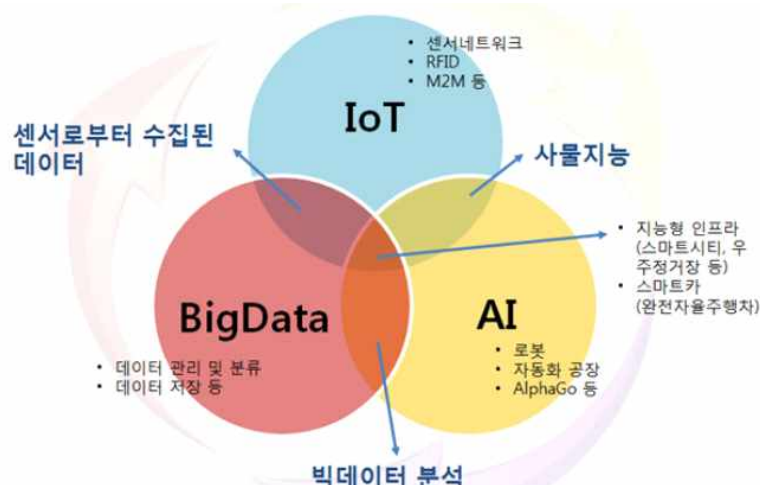 • 센서네트워크
• RFID
• M2M 등
IoT
센서로부터 수집된
데이터
사물지능
• 지능형 인프라
(스마트시티, 우
주정거장 등)
• 스마트카
(완전자율주행차)
BigData
• 데이터 관리 및 분류
• 데이터 저장 등
AI
• 로봇
• 자동화 공장
• AlphaGo 등
빅데이터 분석